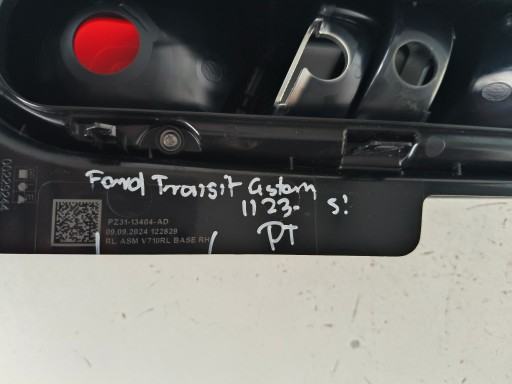 Ford Transit Custom
1123- S!
PT
PZ31-13404-AD
09.09.2024 122829
RL ASM V710RL BASE RH